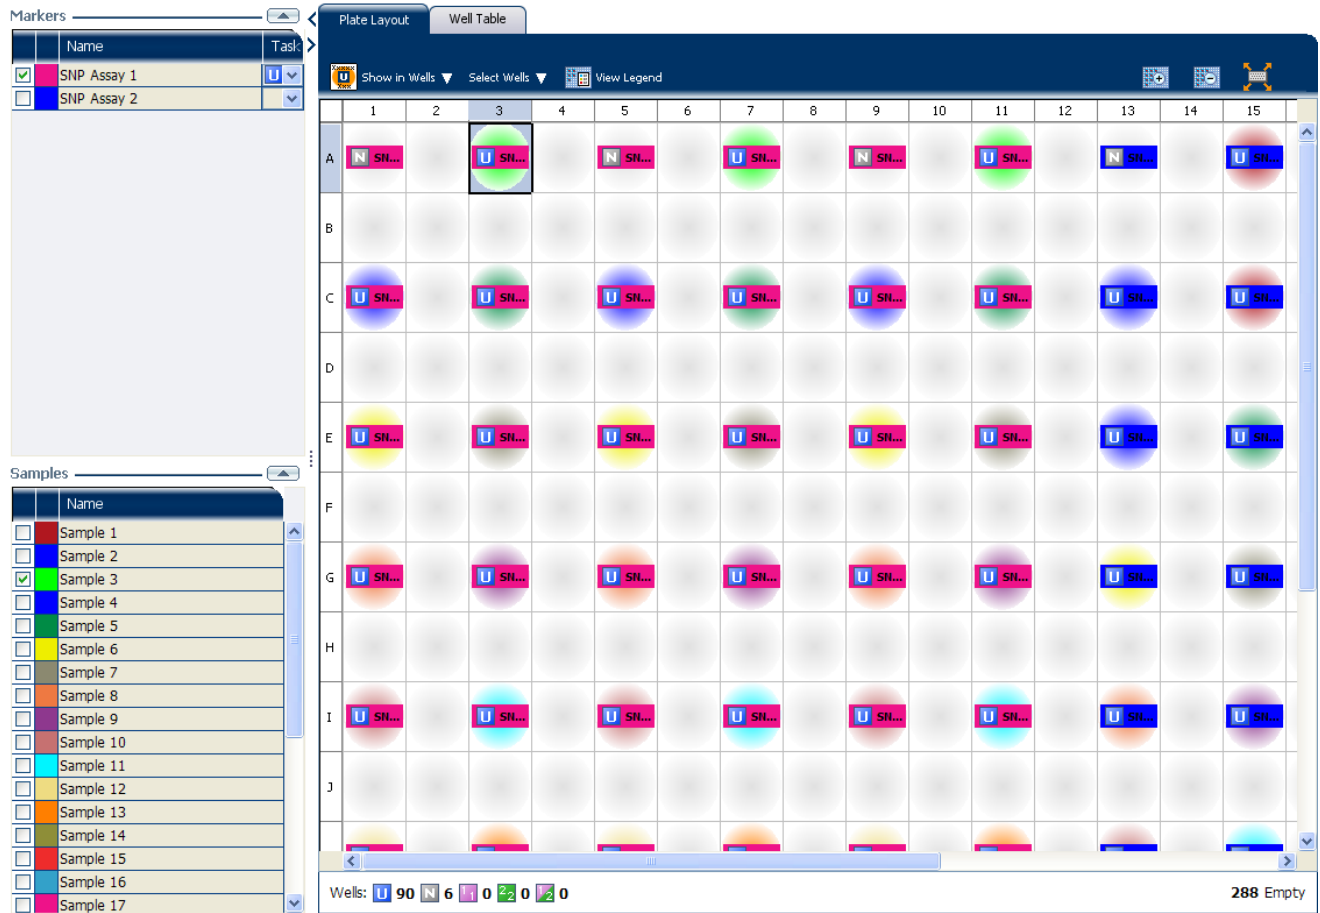 Markers
Name Task
SNP Assay 1 U
SNP Assay 2
Samples
Name
Sample 1
Sample 2
Sample 3
Sample 4
Sample 5
Sample 6
Sample 7
Sample 8
Sample 9
Sample 10
Sample 11
Sample 12
Sample 13
Sample 14
Sample 15
Sample 16
Sample 17
Plate Layout Well Table
U Show in Wells ▼ Select Wells ▼ View Legend
1 2 3 4 5 6 7 8 9 10 11 12 13 14 15
A N SN... U SN... N SN... U SN... N SN... U SN... N SN... U SN...
B
C U SN... U SN... U SN... U SN... U SN... U SN... U SN... U SN...
D
E U SN... U SN... U SN... U SN... U SN... U SN... U SN... U SN...
F
G U SN... U SN... U SN... U SN... U SN... U SN... U SN... U SN...
H
I U SN... U SN... U SN... U SN... U SN... U SN... U SN... U SN...
J
Wells: U 90 N 6 1 1 0 2 2 0 1 2 0 288 Empty